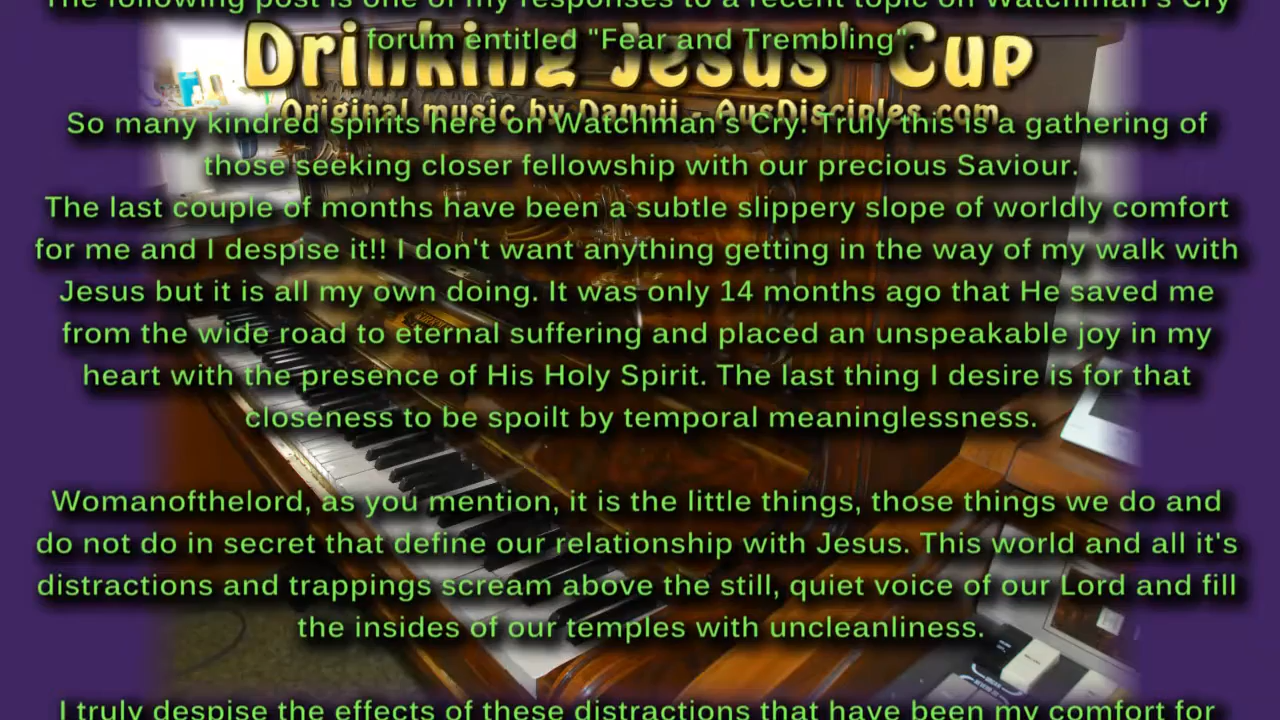 The following post is one of my responses to a recent topic on Watchman's Cry
Drinking Jesus' Cup
forum entitled "Fear and Trembling".
Original music by Dannii - AusDisciples.com
So many kindred spirits here on Watchman's Cry. Truly this is a gathering of
those seeking closer fellowship with our precious Saviour.
The last couple of months have been a subtle slippery slope of worldly comfort
for me and I despise it!! I don't want anything getting in the way of my walk with
Jesus but it is all my own doing. It was only 14 months ago that He saved me
from the wide road to eternal suffering and placed an unspeakable joy in my
heart with the presence of His Holy Spirit. The last thing I desire is for that
closeness to be spoilt by temporal meaninglessness.
Womanofthelord, as you mention, it is the little things, those things we do and
do not do in secret that define our relationship with Jesus. This world and all it's
distractions and trappings scream above the still, quiet voice of our Lord and fill
the insides of our temples with uncleanliness.
I truly despise the effects of these distractions that have been my comfort for